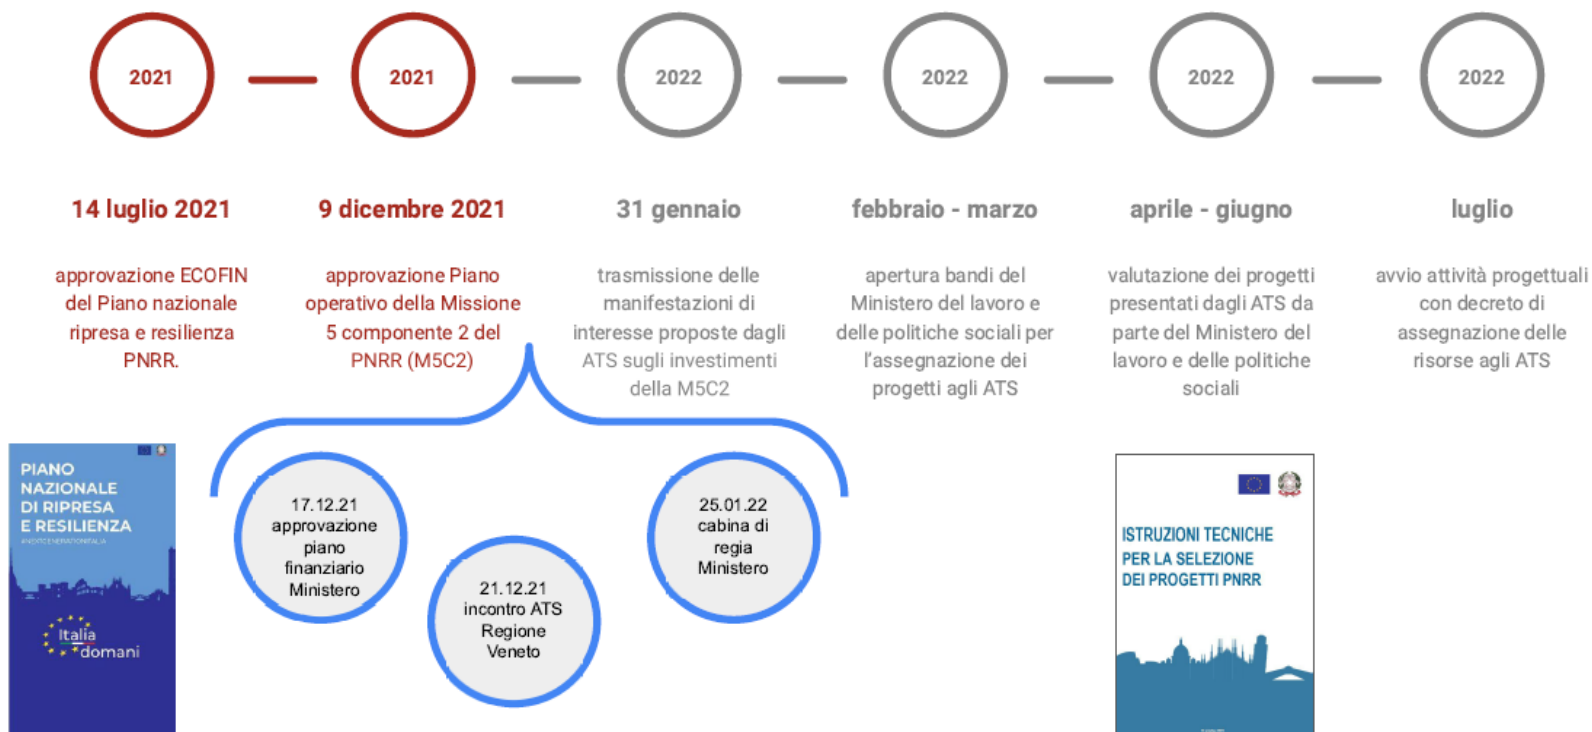 2021
2021
2022
2022
2022
2022
14 luglio 2021
approvazione ECOFIN
del Piano nazionale
ripresa e resilienza
PNRR.
9 dicembre 2021
approvazione Piano
operativo della Missione
5 componente 2 del
PNRR (M5C2)
31 gennaio
trasmissione delle
manifestazioni di
interesse proposte dagli
ATS sugli investimenti
della M5C2
febbraio - marzo
apertura bandi del
Ministero del lavoro e
delle politiche sociali per
l'assegnazione dei
progetti agli ATS
aprile - giugno
valutazione dei progetti
presentati dagli ATS da
parte del Ministero del
lavoro e delle politiche
sociali
luglio
avvio attività progettuali
con decreto di
assegnazione delle
risorse agli ATS
PIANO
NAZIONALE
DI RIPRESA
E RESILIENZA
#NEXTGENERATIONITALIA
Italia
domani
17.12.21
approvazione
piano
finanziario
Ministero
21.12.21
incontro ATS
Regione
Veneto
25.01.22
cabina di
regia
Ministero
ISTRUZIONI TECNICHE
PER LA SELEZIONE
DEI PROGETTI PNRR